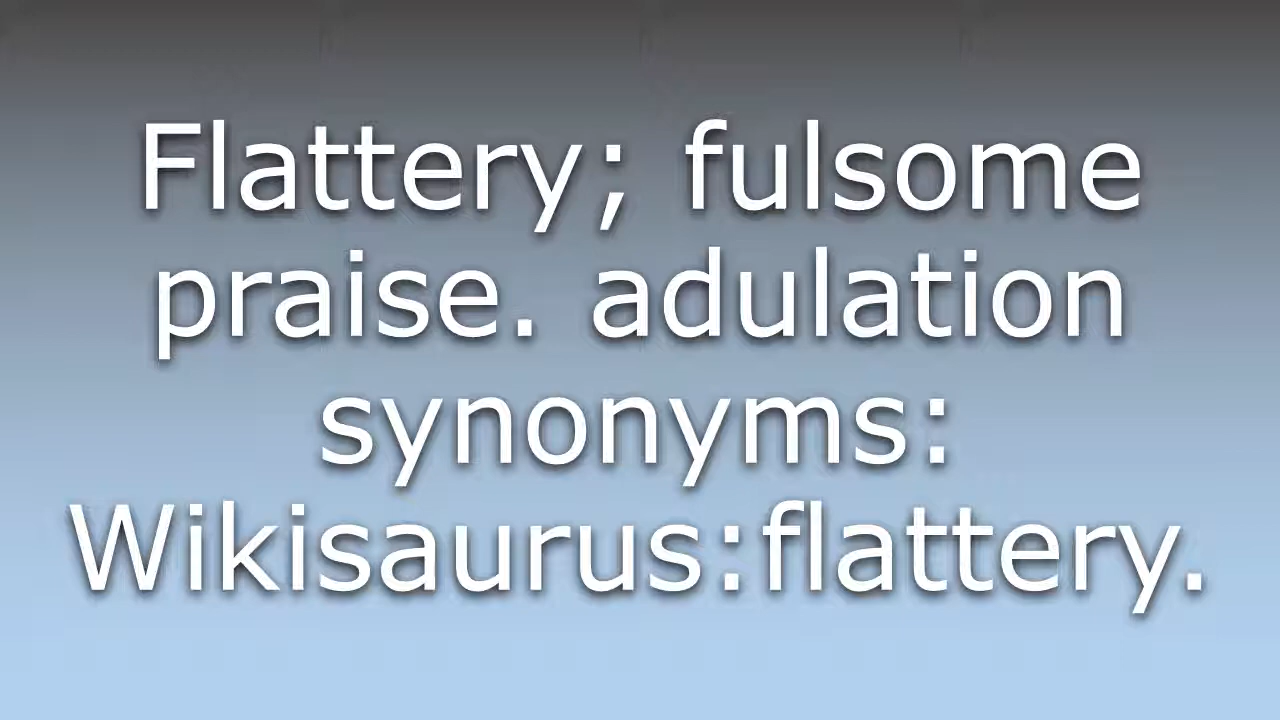 Flattery; fulsome
praise. adulation
synonyms:
Wikisaurus:flattery.